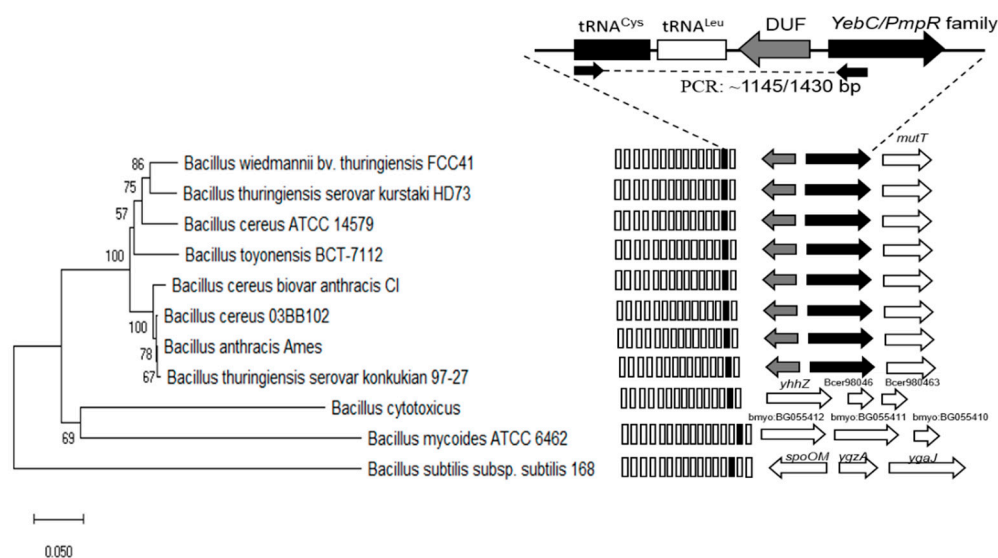 tRNACys tRNALeu DUF YebC/PmpR family
PCR: ~1145/1430 bp
mutT
86 Bacillus wiedmannii bv. thuringiensis FCC41
75 Bacillus thuringiensis serovar kurstaki HD73
57 Bacillus cereus ATCC 14579
100 Bacillus toyonensis BCT-7112
Bacillus cereus biovar anthracis CI
100 Bacillus cereus 03BB102
78 Bacillus anthracis Ames
67 Bacillus thuringiensis serovar konkukian 97-27
yhhZ Bcer98046 Bcer980463
Bacillus cytotoxicus
bmyo:BG055412 bmyo:BG055411 bmyo:BG055410
69 Bacillus mycoides ATCC 6462
spoOM ygzA ygaJ
Bacillus subtilis subsp. subtilis 168
0.050